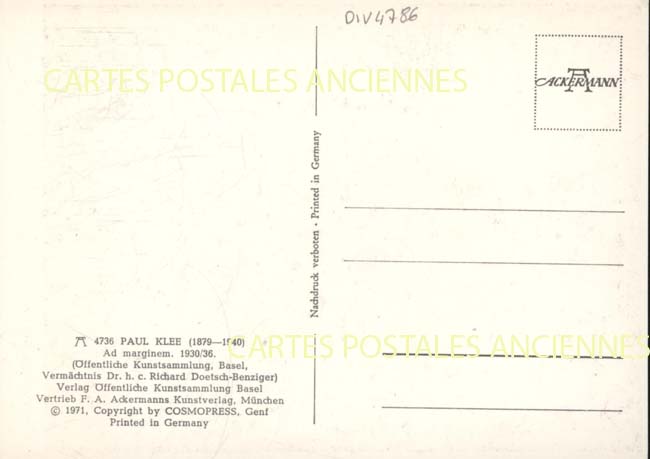 DIV4786
CARTES POSTALES ANCIENNES
ACKERMANN
Nachdruck verboten · Printed in Germany
4736 PAUL KLEE (1879—1940)
Ad marginem. 1930/36.
(Öffentliche Kunstsammlung, Basel,
Vermächtnis Dr. h. c. Richard Doetsch-Benziger)
Verlag Öffentliche Kunstsammlung Basel
Vertrieb F. A. Ackermanns Kunstverlag, München
© 1971, Copyright by COSMOPRESS, Genf
Printed in Germany
CARTES POSTALES ANCIENNES